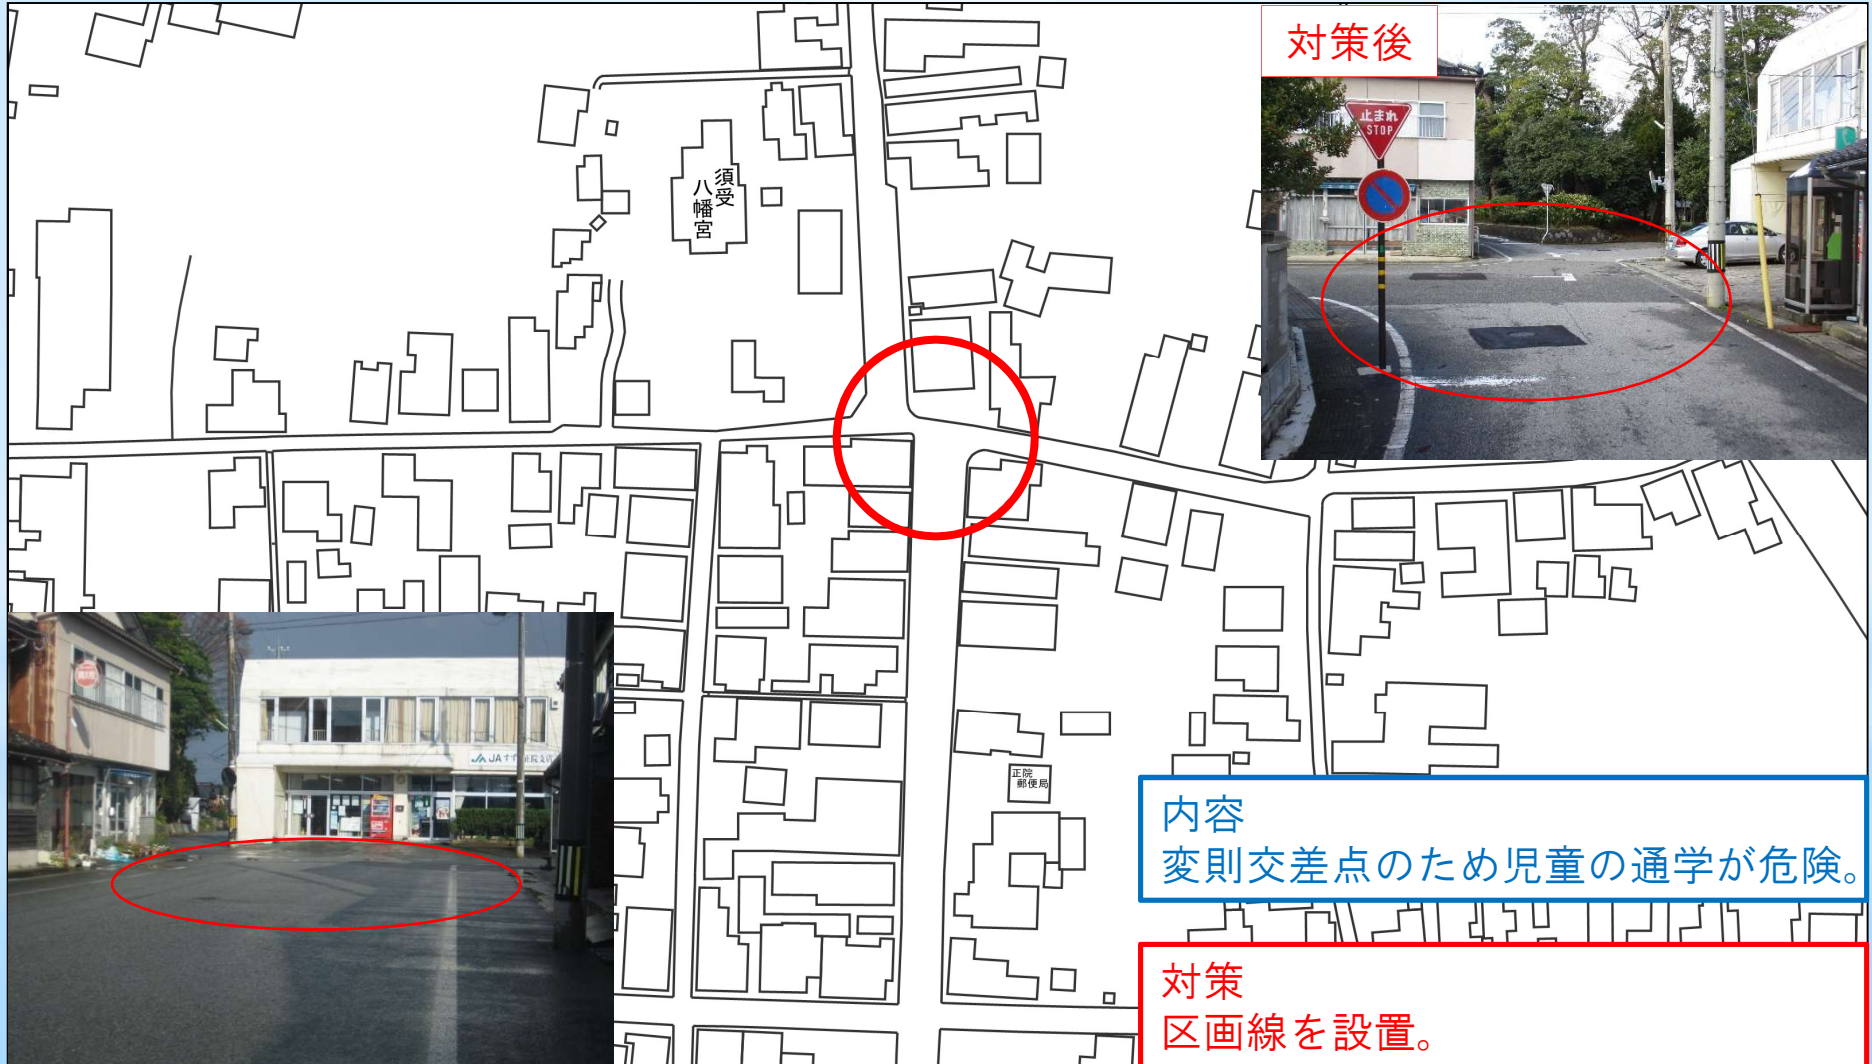 対策後
止まれ
STOP
須受
八幡宮
JA
正院
郵便局
内容
変則交差点のため児童の通学が危険。
対策
区画線を設置。